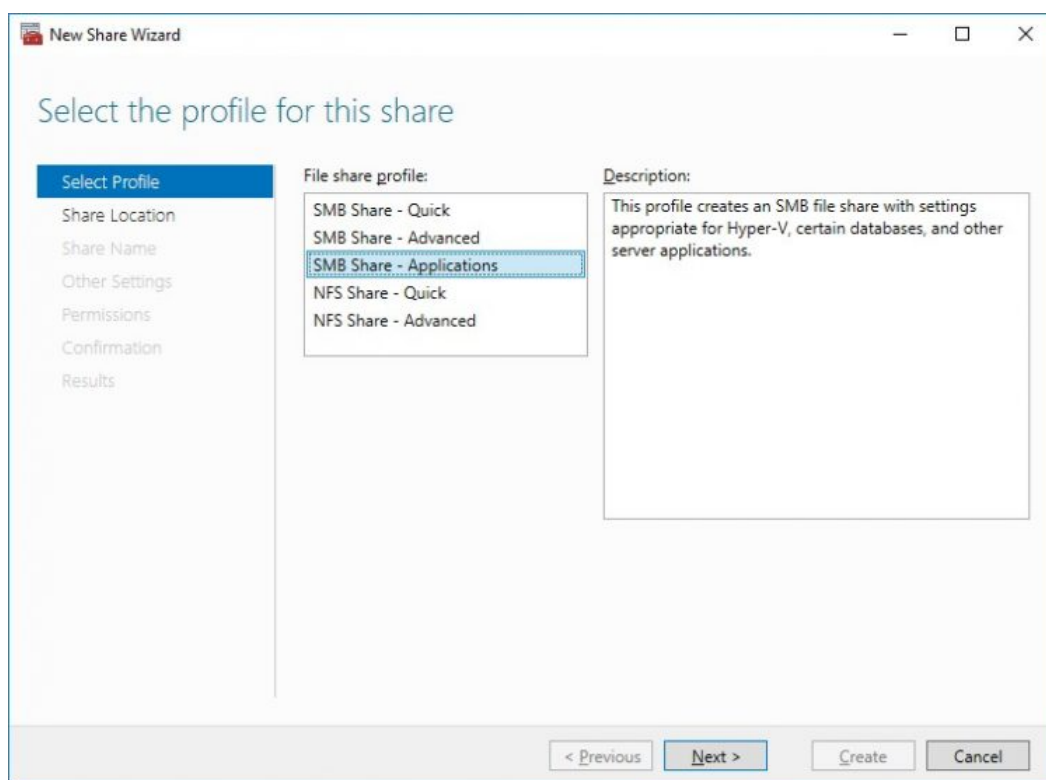 New Share Wizard
Select the profile for this share
Select Profile
Share Location
Share Name
Other Settings
Permissions
Confirmation
Results
File share profile:
SMB Share - Quick
SMB Share - Advanced
SMB Share - Applications
NFS Share - Quick
NFS Share - Advanced
Description:
This profile creates an SMB file share with settings
appropriate for Hyper-V, certain databases, and other
server applications.
< Previous
Next >
Create
Cancel